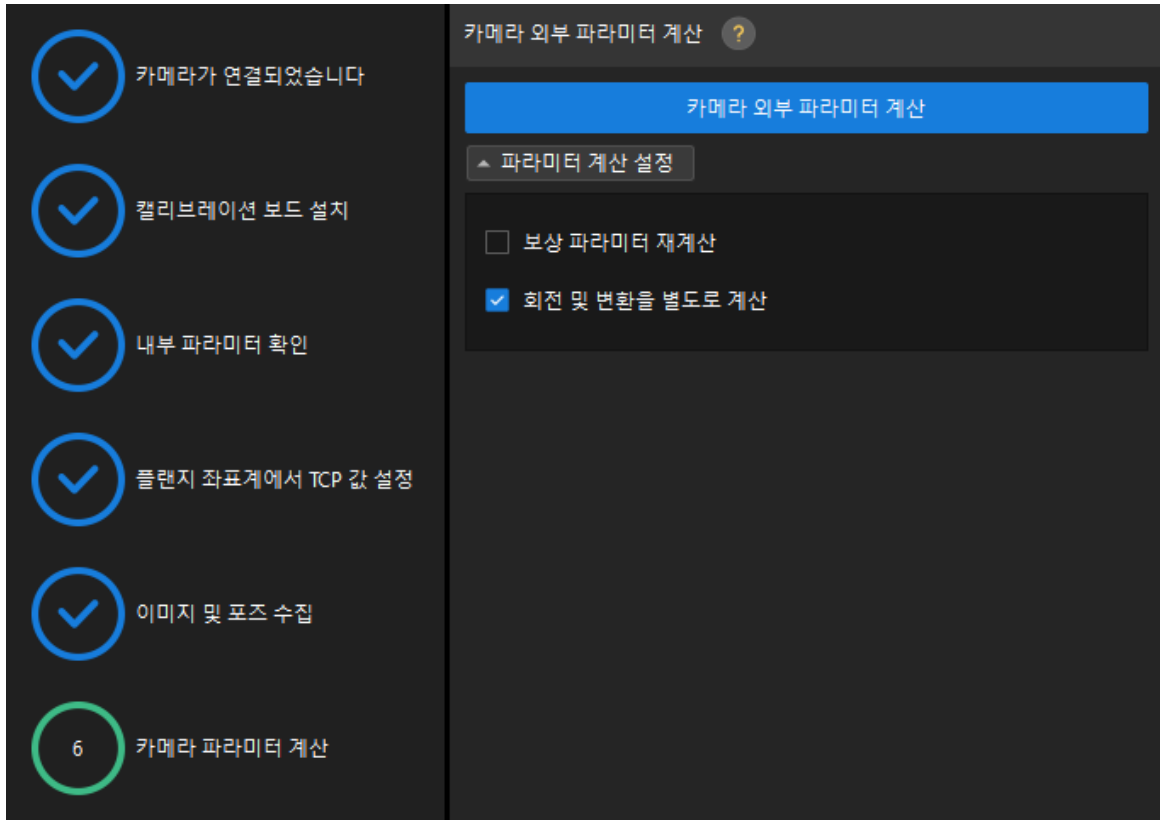 카메라가 연결되었습니다
캘리브레이션 보드 설치
내부 파라미터 확인
플랜지 좌표계에서 TCP 값 설정
이미지 및 포즈 수집
6
카메라 파라미터 계산
카메라 외부 파라미터 계산 ?
카메라 외부 파라미터 계산
파라미터 계산 설정
보상 파라미터 재계산
회전 및 변환을 별도로 계산